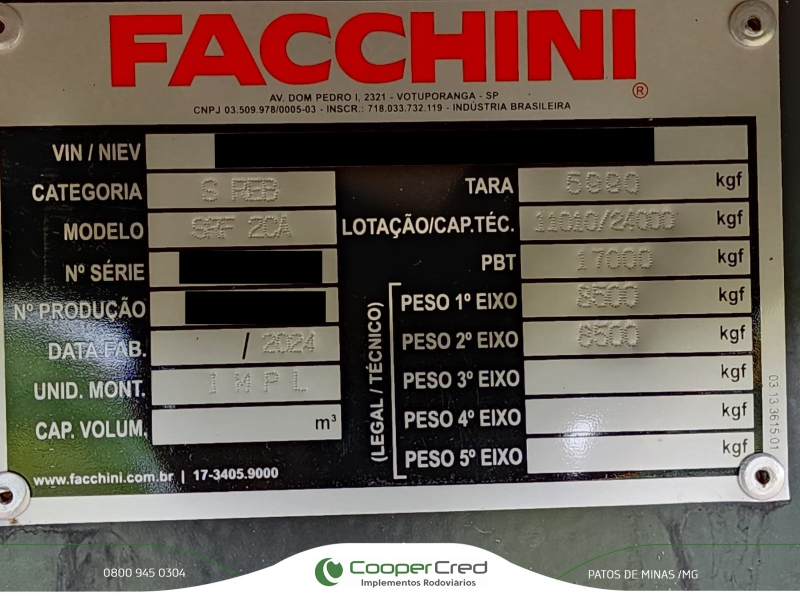 FACCHINI
®
AV. DOM PEDRO I, 2321 - VOTUPORANGA - SP
CNPJ 03.509.978/0005-03 - INSCR.: 718.033.732.119 - INDÚSTRIA BRASILEIRA
VIN / NIEV
CATEGORIA S REB
MODELO SRF 20A
Nº SÉRIE
Nº PRODUÇÃO
DATA FAB. / 2024
UNID. MONT. IMPL
CAP. VOLUM. m³
TARA kgf
LOTAÇÃO/CAP.TÉC. 11010/24000 kgf
PBT 17000 kgf
(LEGAL / TÉCNICO)
PESO 1º EIXO 8500 kgf
PESO 2º EIXO 8500 kgf
PESO 3º EIXO kgf
PESO 4º EIXO kgf
PESO 5º EIXO kgf
03.13.3615.01
www.facchini.com.br | 17-3405.9000
0800 945 0304
CooperCred
Implementos Rodoviários
PATOS DE MINAS /MG